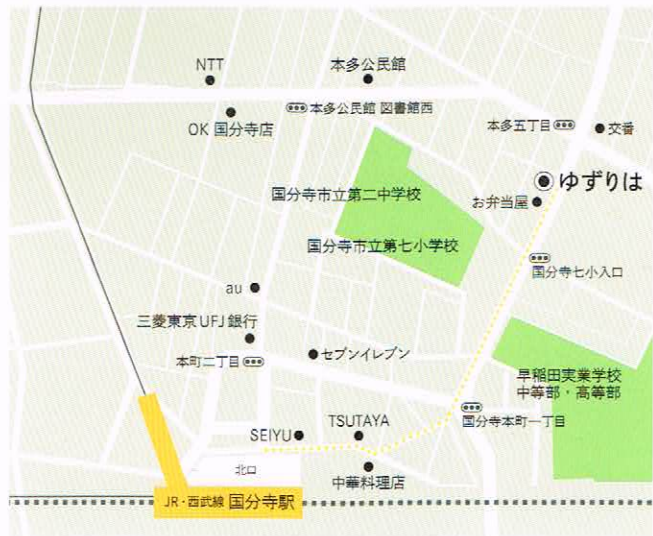 NTT
本多公民館
本多公民館 図書館西
OK 国分寺店
本多五丁目
交番
ゆずりは
お弁当屋
国分寺市立第二中学校
国分寺市立第七小学校
国分寺七小入口
au
三菱東京UFJ銀行
本町二丁目
セブンイレブン
早稲田実業学校
中等部・高等部
国分寺本町一丁目
SEIYU
TSUTAYA
北口
中華料理店
JR・西武線 国分寺駅